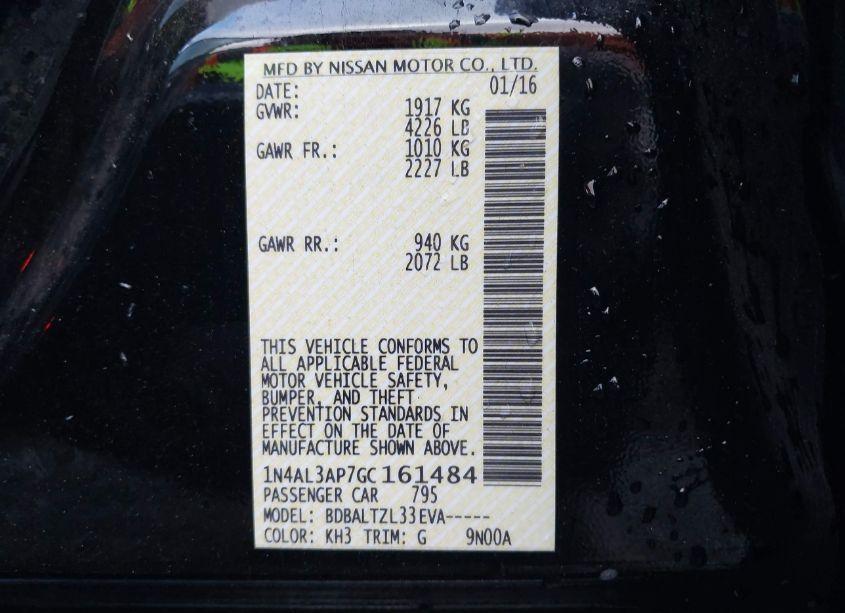 MFD BY NISSAN MOTOR CO., LTD.
DATE: 01/16
GVWR: 1917 KG
4226 LB
GAWR FR.: 1010 KG
2227 LB
GAWR RR.: 940 KG
2072 LB
THIS VEHICLE CONFORMS TO
ALL APPLICABLE FEDERAL
MOTOR VEHICLE SAFETY,
BUMPER, AND THEFT
PREVENTION STANDARDS IN
EFFECT ON THE DATE OF
MANUFACTURE SHOWN ABOVE.
1N4AL3AP7GC161484
PASSENGER CAR 795
MODEL: BDBALTZL33EVA-----
COLOR: KH3 TRIM: G 9N00A